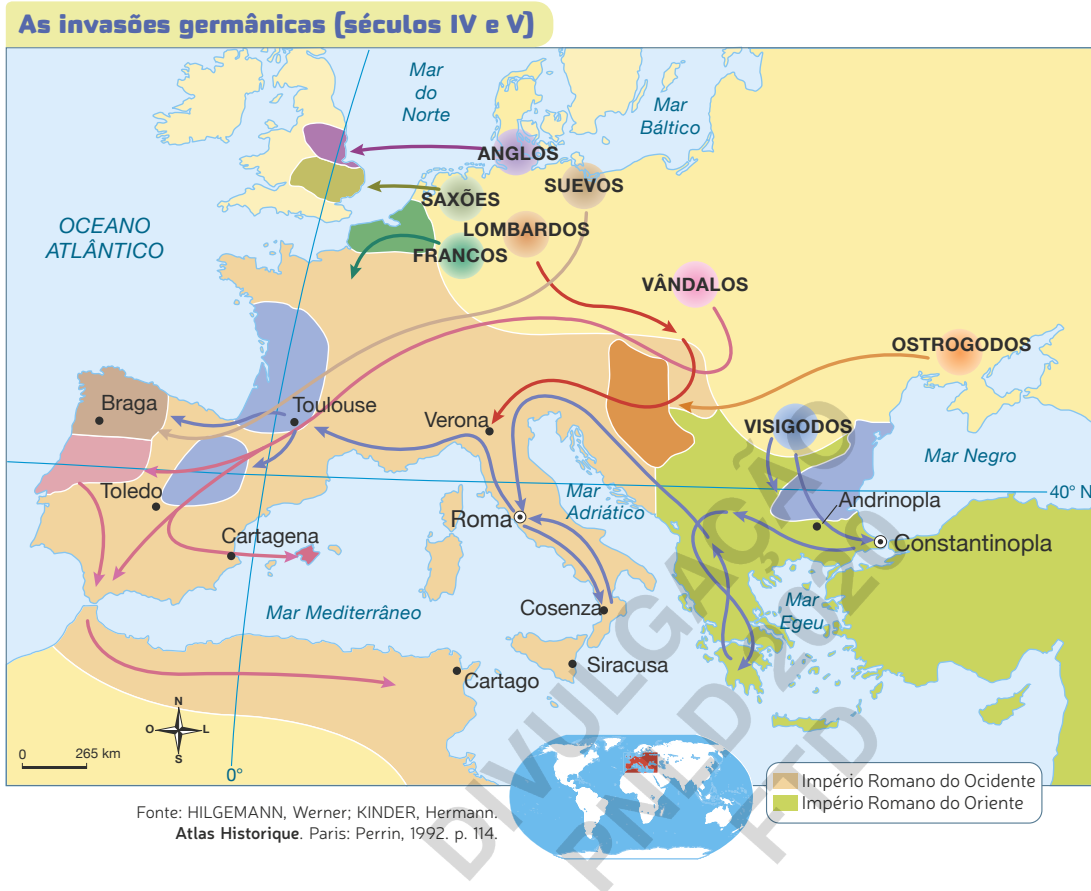 As invasões germânicas (séculos IV e V)
Mar
do
Norte
Mar
Báltico
ANGLOS
SUEVOS
SAXÕES
LOMBARDOS
FRANCOS
OCEANO
ATLÂNTICO
VÂNDALOS
OSTROGODOS
Braga
Toulouse
Verona
VISIGODOS
Mar Negro
Toledo
Mar
Adriático
Andrinopla
40° N
Roma
Cartagena
Constantinopla
Mar Mediterrâneo
Cosenza
Mar
Egeu
Siracusa
Cartago
N
O
L
S
0 265 km
0°
Império Romano do Ocidente
Império Romano do Oriente
Fonte: HILGEMANN, Werner; KINDER, Hermann.
Atlas Historique. Paris: Perrin, 1992. p. 114.
DIVULGAÇÃO
PNLD 2020
FTD